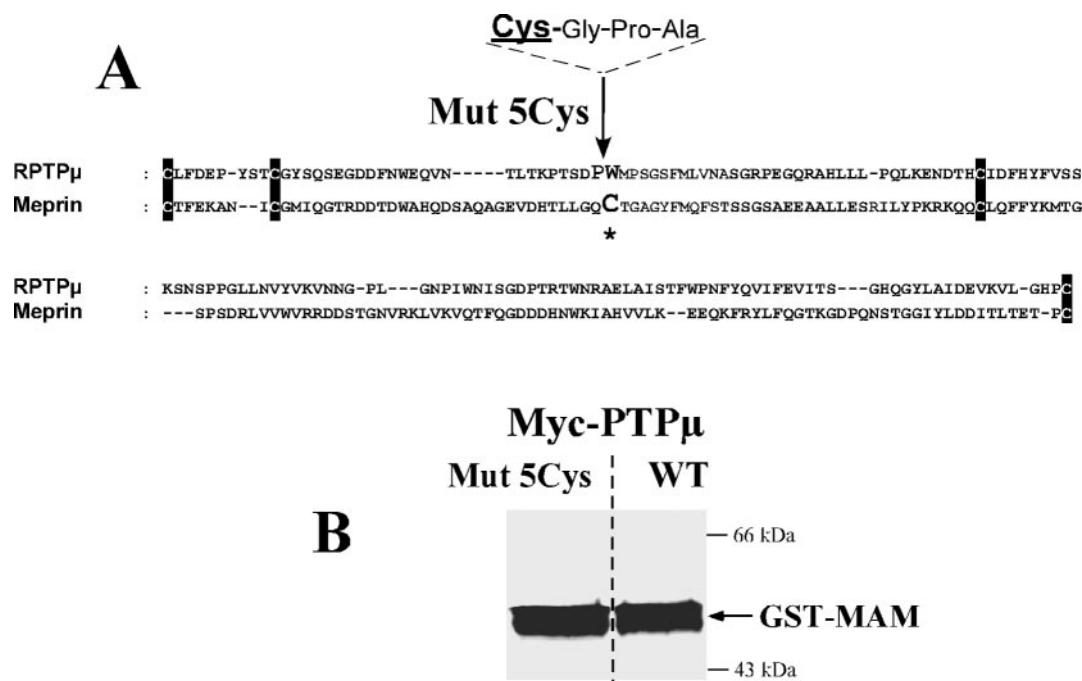 A
Cys-Gly-Pro-Ala
Mut 5Cys
RPTPμ : CLFDEP-YSTCGYSQSEGDDFNWEQVN-----TLTKPTSDPWMPSGSFMLVNASGRPEGQRAHLLL-PQLKENDTHCIDFHYFVSS
Meprin : CTFEKAN--ICGMIQGTRDDTDWAHQDSAQAGEVDHTLLGQCTGAGYFMQFSTSSGSAEEAALLESRILYPKRKQQCLQFFYKMTG
*
RPTPμ : KSNSPPGLLNVYVKVNNG-PL---GNPIWNISGDPTRTWNRAELAISTFWPNFYQVIFEVITS---GHQGYLAIDEVKVL-GHPC
Meprin : ---SPSDRLVVWVRRDDSTGNVRKLVKVQTFQGDDDHNWKIAHVVLK--EEQKFRYLFQGTKGDPQNSTGGIYLDDITLTET-PC
Myc-PTPμ
Mut 5Cys WT
B
66 kDa
GST-MAM
43 kDa